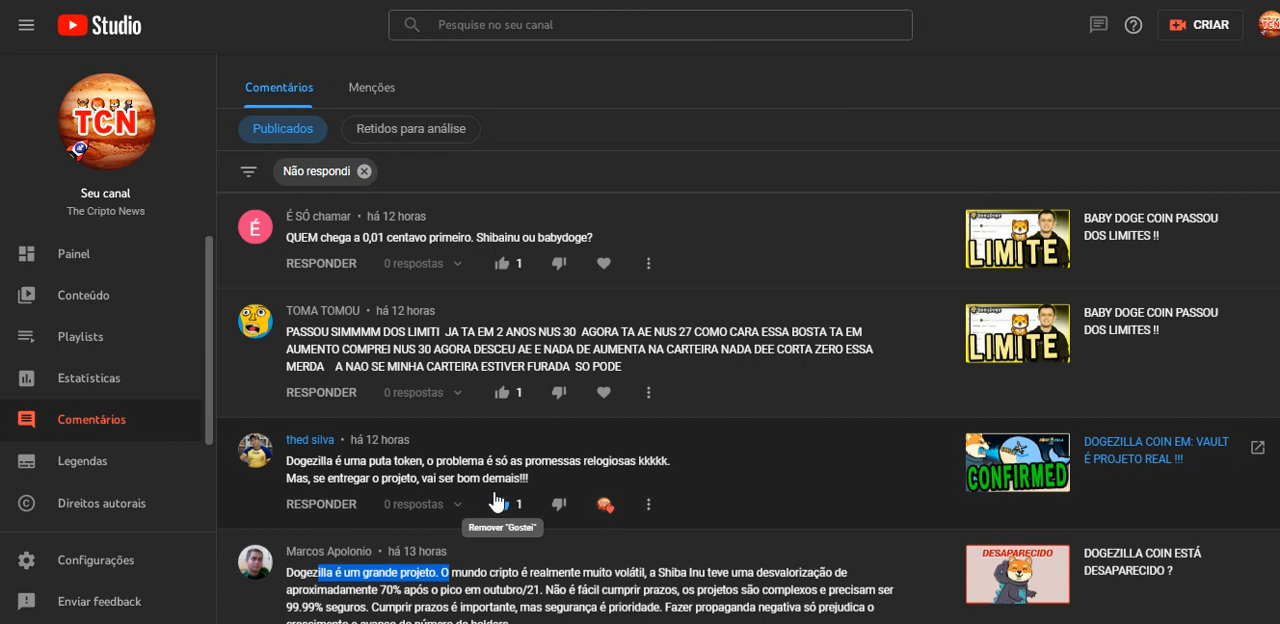 Studio
Pesquise no seu canal
CRIAR
TCN
TCN
Seu canal
The Cripto News
Painel
Conteúdo
Playlists
Estatísticas
Comentários
Legendas
Direitos autorais
Configurações
Enviar feedback
Comentários Menções
Publicados Retidos para análise
Não respondi
É
É SÓ chamar • há 12 horas
QUEM chega a 0,01 centavo primeiro. Shibainu ou babydoge?
RESPONDER 0 respostas 1
LIMITE
BABY DOGE COIN PASSOU
DOS LIMITES !!
TOMA TOMOU • há 12 horas
PASSOU SIMMMM DOS LIMITI JA TA EM 2 ANOS NUS 30 AGORA TA AE NUS 27 COMO CARA ESSA BOSTA TA EM
AUMENTO COMPREI NUS 30 AGORA DESCEU AE E NADA DE AUMENTA NA CARTEIRA NADA DEE CORTA ZERO ESSA
MERDA A NAO SE MINHA CARTEIRA ESTIVER FURADA SO PODE
RESPONDER 0 respostas 1
LIMITE
BABY DOGE COIN PASSOU
DOS LIMITES !!
thed silva • há 12 horas
Dogezilla é uma puta token, o problema é só as promessas relogiosas kkkkk.
Mas, se entregar o projeto, vai ser bom demais!!!
RESPONDER 0 respostas 1
Remover "Gostei"
CONFIRMED
DOGEZILLA COIN EM: VAULT
É PROJETO REAL !!!
Marcos Apolonio • há 13 horas
Dogezilla é um grande projeto. O mundo cripto é realmente muito volátil, a Shiba Inu teve uma desvalorização de
aproximadamente 70% após o pico em outubro/21. Não é fácil cumprir prazos, os projetos são complexos e precisam ser
99.99% seguros. Cumprir prazos é importante, mas segurança é prioridade. Fazer propaganda negativa só prejudica o
crescimento e avanço do número de holders.
DESAPARECIDO
DOGEZILLA COIN ESTÁ
DESAPARECIDO ?